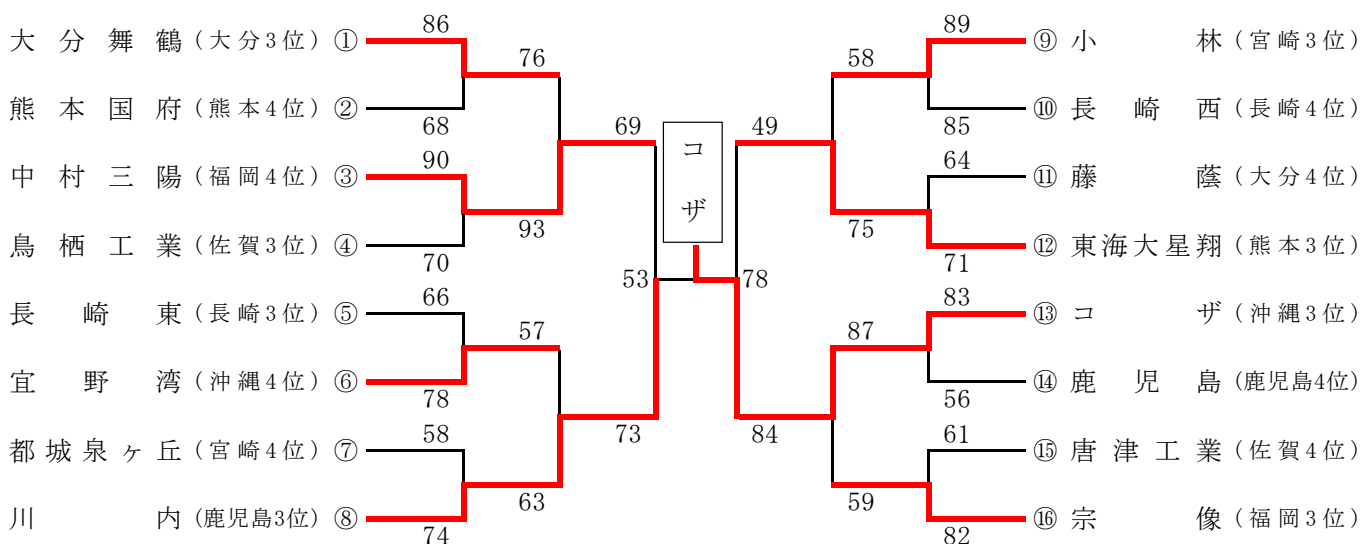 大分舞鶴（大分3位）① 86
76
熊本国府（熊本4位）② 68
69
中村三陽（福岡4位）③ 90
93
鳥栖工業（佐賀3位）④ 70
53
長崎東（長崎3位）⑤ 66
57
宜野湾（沖縄4位）⑥ 78
73
都城泉ヶ丘（宮崎4位）⑦ 58
63
川内（鹿児島3位）⑧ 74
コザ
89 ⑨ 小林（宮崎3位）
58
85 ⑩ 長崎西（長崎4位）
49
64 ⑪ 藤蔭（大分4位）
75
71 ⑫ 東海大星翔（熊本3位）
78
83 ⑬ コザ（沖縄3位）
87
56 ⑭ 鹿児島（鹿児島4位）
84
61 ⑮ 唐津工業（佐賀4位）
59
82 ⑯ 宗像（福岡3位）